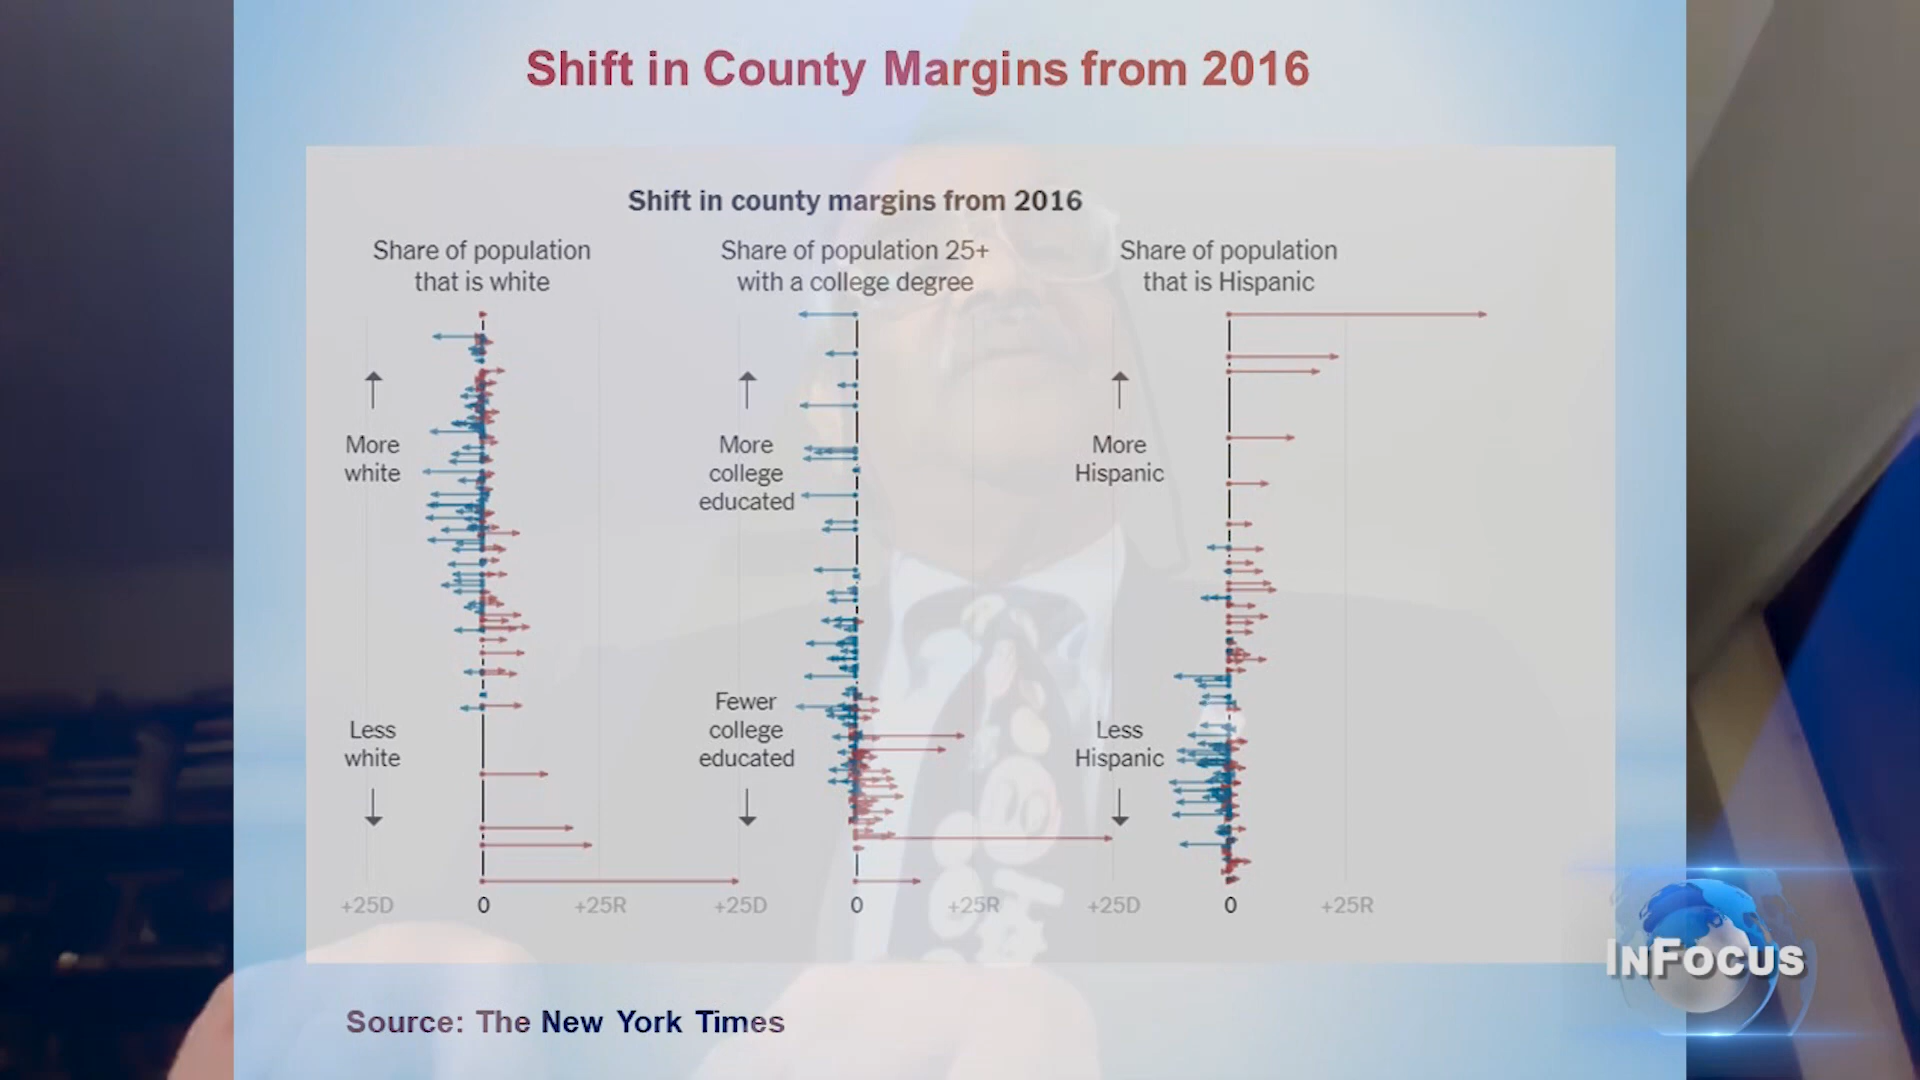 Shift in County Margins from 2016
Shift in county margins from 2016
Share of population
that is white
More
white
Less
white
+25D 0 +25R
Share of population 25+
with a college degree
More
college
educated
Fewer
college
educated
+25D 0 +25R
Share of population
that is Hispanic
More
Hispanic
Less
Hispanic
+25D 0 +25R
Source: The New York Times
INFOCUS